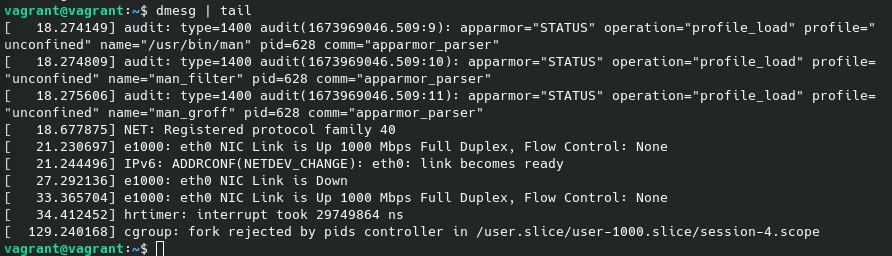 vagrant@vagrant:~$ dmesg | tail
[   18.274149] audit: type=1400 audit(1673969046.509:9): apparmor="STATUS" operation="profile_load" profile="
unconfined" name="/usr/bin/man" pid=628 comm="apparmor_parser"
[   18.274809] audit: type=1400 audit(1673969046.509:10): apparmor="STATUS" operation="profile_load" profile=
"unconfined" name="man_filter" pid=628 comm="apparmor_parser"
[   18.275606] audit: type=1400 audit(1673969046.509:11): apparmor="STATUS" operation="profile_load" profile=
"unconfined" name="man_groff" pid=628 comm="apparmor_parser"
[   18.677875] NET: Registered protocol family 40
[   21.230697] e1000: eth0 NIC Link is Up 1000 Mbps Full Duplex, Flow Control: None
[   21.244496] IPv6: ADDRCONF(NETDEV_CHANGE): eth0: link becomes ready
[   27.292136] e1000: eth0 NIC Link is Down
[   33.365704] e1000: eth0 NIC Link is Up 1000 Mbps Full Duplex, Flow Control: None
[   34.412452] hrtimer: interrupt took 29749864 ns
[  129.240168] cgroup: fork rejected by pids controller in /user.slice/user-1000.slice/session-4.scope
vagrant@vagrant:~$